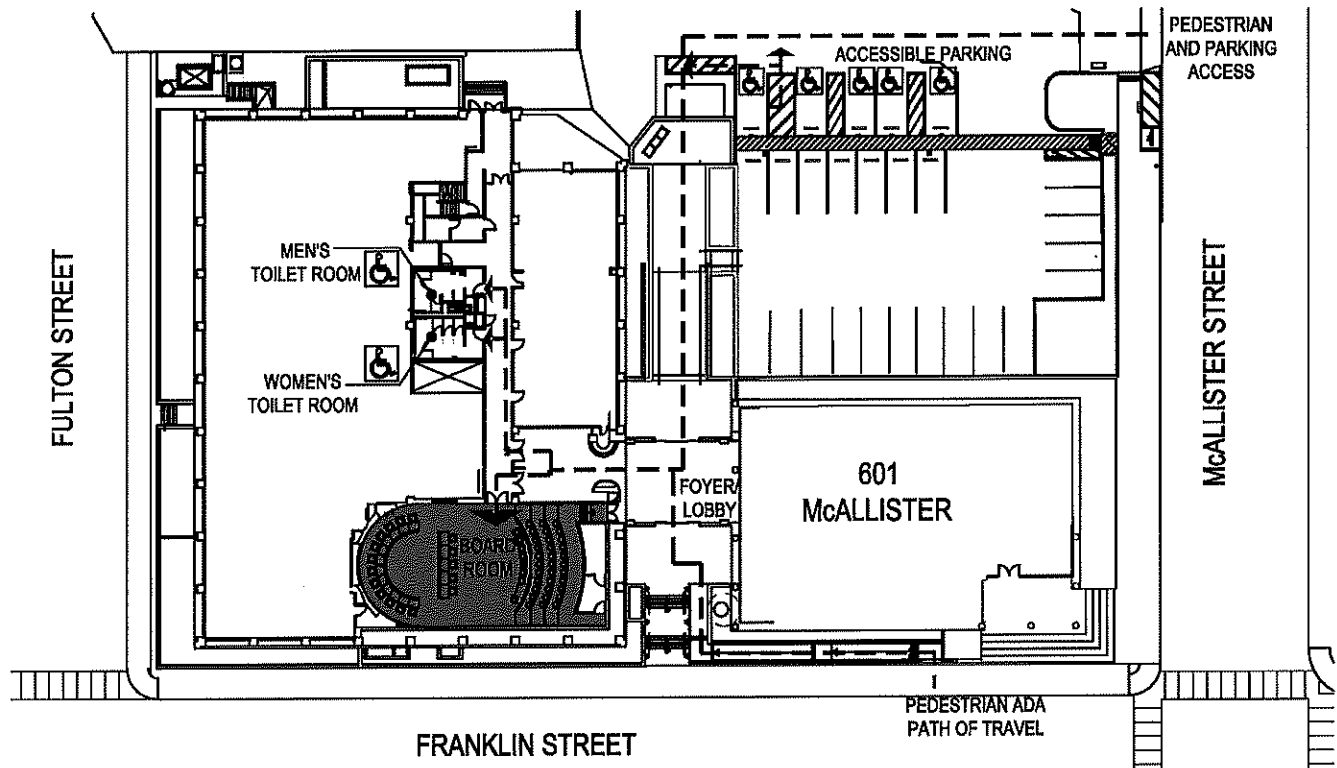 PEDESTRIAN
AND PARKING
ACCESS
ACCESSIBLE PARKING
MEN'S
TOILET ROOM
WOMEN'S
TOILET ROOM
FULTON STREET
McALLISTER STREET
601
McALLISTER
FOYER/
LOBBY
BOARD
ROOM
PEDESTRIAN ADA
PATH OF TRAVEL
FRANKLIN STREET